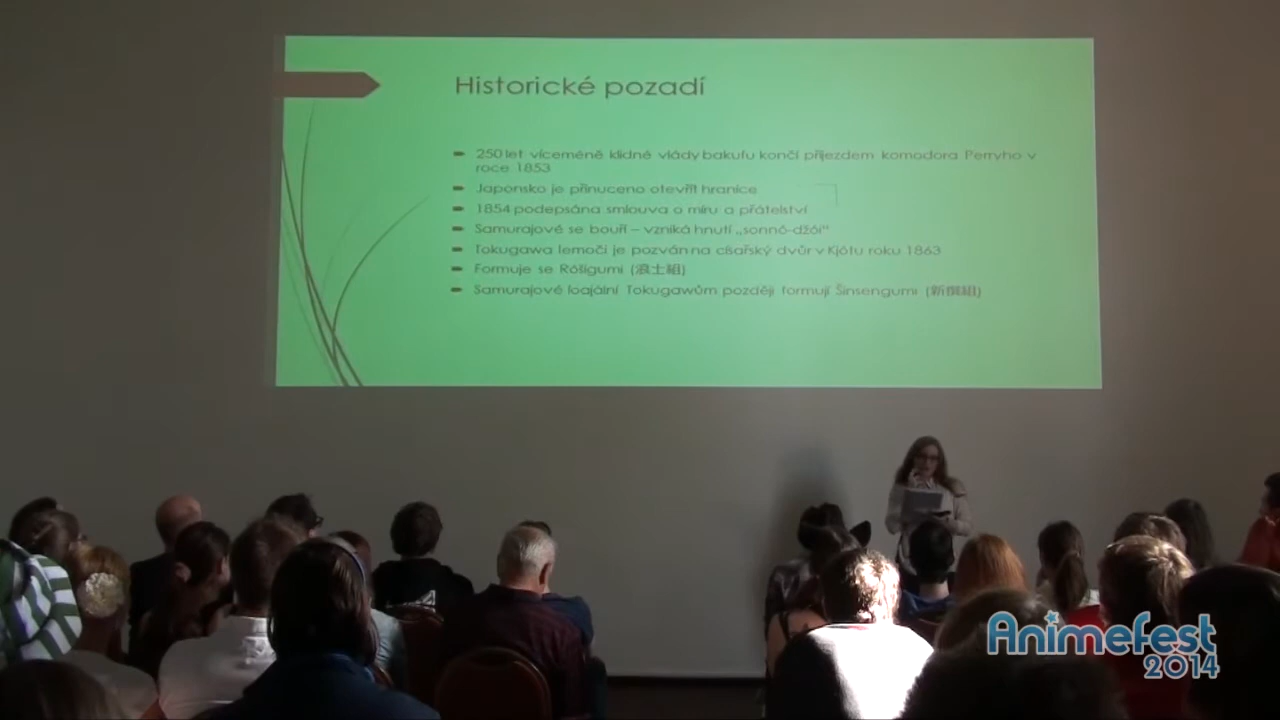 Historické pozadí
250 let víceméně klidné vlády bakufu končí příjezdem komodora Perryho v
roce 1853
Japonsko je přinuceno otevřít hranice
1854 podepsána smlouva o míru a přátelství
Samurajové se bouří – vzniká hnutí „sonnó-džói“
Tokugawa Iemoči je pozván na císařský dvůr v Kjótu roku 1863
Formuje se Róšigumi (浪士組)
Samurajové loajální Tokugawům později formují Šinsengumi (新撰組)
Animefest
2014